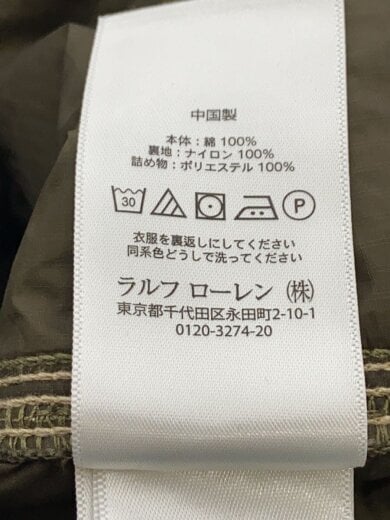 中国製
本体：綿 100%
裏地：ナイロン 100%
詰め物：ポリエステル 100%
30 P
衣服を裏返しにしてください
同系色どうしで洗ってください
ラルフ ローレン ㈱
東京都千代田区永田町2-10-1
0120-3274-20